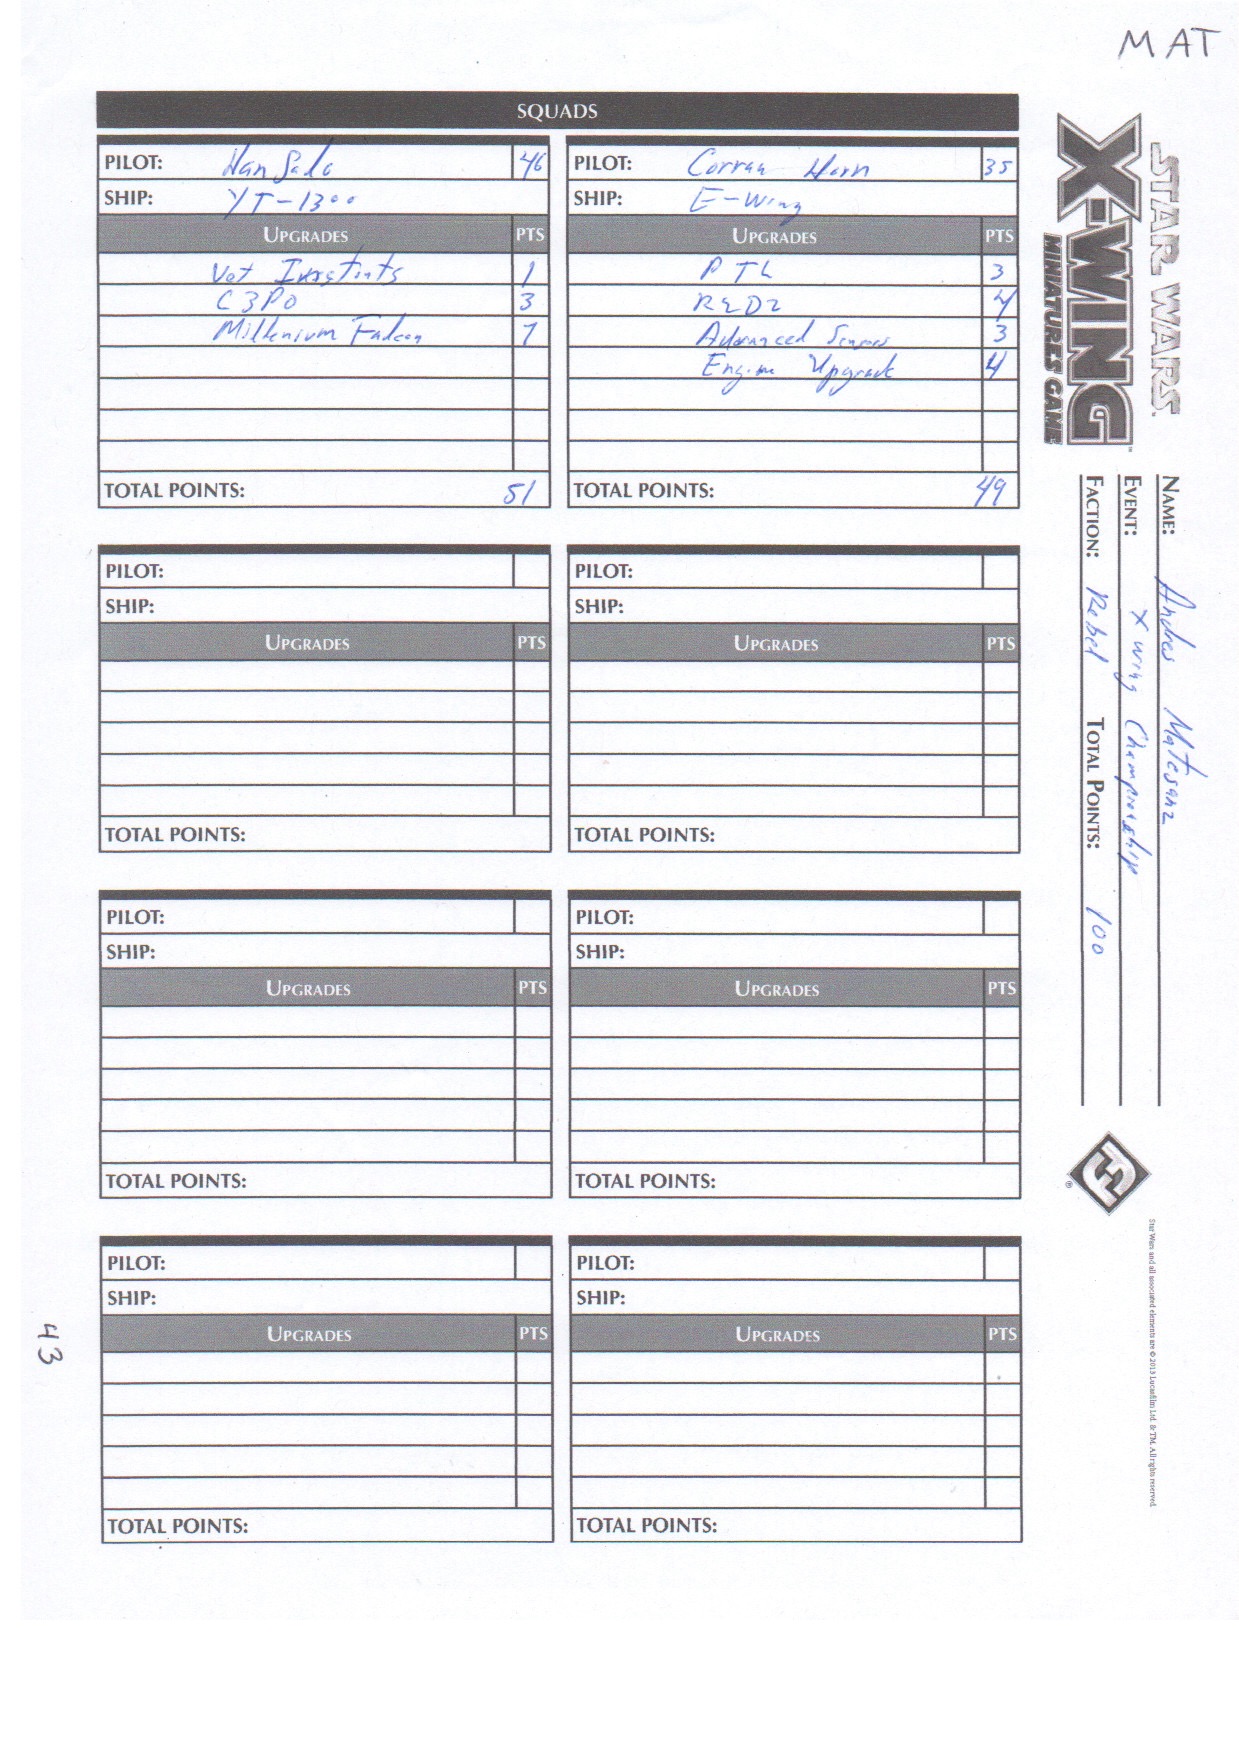 MAT
SQUADS
PILOT: Han Solo 46
SHIP: YT-1300
UPGRADES PTS
Vet Insstints 1
C3PO 3
Millenium Falcon 1
TOTAL POINTS: 51
PILOT: Corran Horn 35
SHIP: E-Wing
UPGRADES PTS
PTL 3
R2D2 4
Advanced Sensors 3
Engine Upgrade 4
TOTAL POINTS: 49
PILOT:
SHIP:
UPGRADES PTS
TOTAL POINTS:
PILOT:
SHIP:
UPGRADES PTS
TOTAL POINTS:
PILOT:
SHIP:
UPGRADES PTS
TOTAL POINTS:
PILOT:
SHIP:
UPGRADES PTS
TOTAL POINTS:
PILOT:
SHIP:
UPGRADES PTS
TOTAL POINTS:
PILOT:
SHIP:
UPGRADES PTS
TOTAL POINTS:
STAR WARS
X-WING
MINIATURES GAME
NAME: Andres Matesanz
EVENT: X wing Championship
FACTION: Rebel TOTAL POINTS: 100
Star Wars and all associated elements are © 2013 Lucasfilm Ltd. & TM. All rights reserved
43